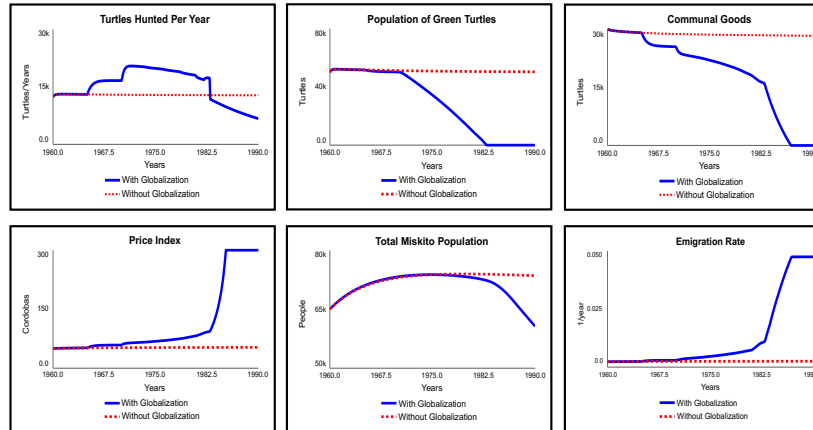 Turtles Hunted Per Year
30k
15k
0.0
Turtles/Years
1960.0 1967.5 1975.0 1982.5 1990.0
Years
With Globalization
Without Globalization
Population of Green Turtles
80k
40k
0.0
Turtles
1960.0 1967.5 1975.0 1982.5 1990.0
Years
With Globalization
Without Globalization
Communal Goods
30k
15k
0.0
Turtles
1960.0 1967.5 1975.0 1982.5
Years
With Globalization
Without Globalization
Price Index
300
150
0.0
Cordobas
1960.0 1967.5 1975.0 1982.5 1990.0
Years
With Globalization
Without Globalization
Total Miskito Population
80k
65k
50k
People
1960.0 1967.5 1975.0 1982.5 1990.0
Years
With Globalization
Without Globalization
Emigration Rate
0.050
0.025
0.0
1/year
1960.0 1967.5 1975.0 1982.5
Years
With Globalization
Without Globalization